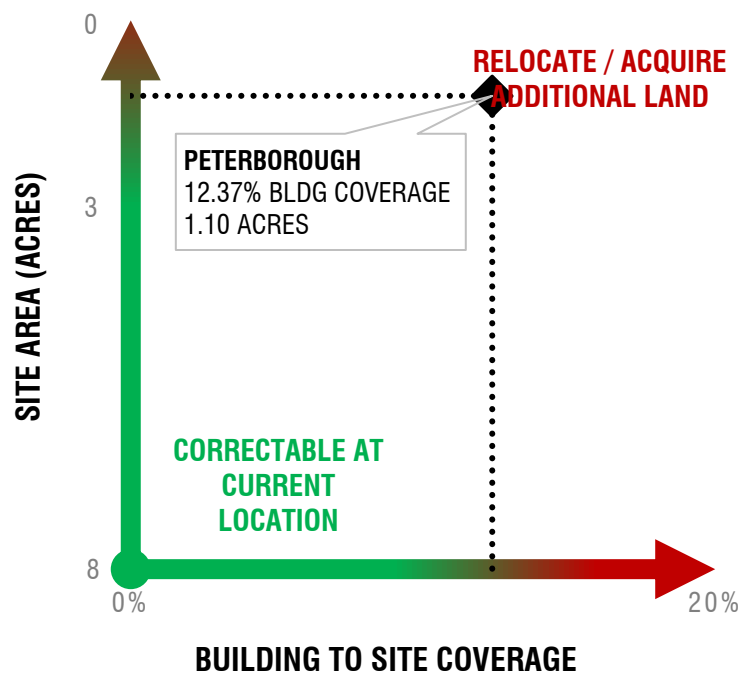 0
RELOCATE / ACQUIRE
ADDITIONAL LAND
PETERBOROUGH
12.37% BLDG COVERAGE
1.10 ACRES
3
SITE AREA (ACRES)
CORRECTABLE AT
CURRENT
LOCATION
8
0%
20%
BUILDING TO SITE COVERAGE